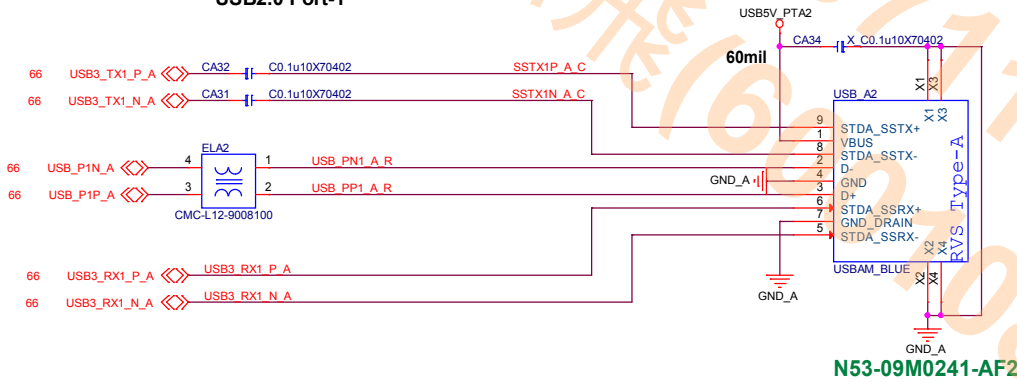 USB2.0 Port-1
USB5V_PTA2
CA34 X_C0.1u10X70402
60mil
66 USB3_TX1_P_A CA32 C0.1u10X70402 SSTX1P_A_C
66 USB3_TX1_N_A CA31 C0.1u10X70402 SSTX1N_A_C
X1 X3
USB_A2
X1 X3
9 STDA_SSTX+
1 VBUS
8 STDA_SSTX-
2 D-
GND_A 4 GND
3 D+
6 STDA_SSRX+
7 GND_DRAIN
5 STDA_SSRX-
RVS Type-A
ELA2
66 USB_P1N_A 4 1 USB_PN1_A_R
66 USB_P1P_A 3 2 USB_PP1_A_R
CMC-L12-9008100
X2 X4
USBAM_BLUE
X2 X4
66 USB3_RX1_P_A USB3_RX1_P_A
66 USB3_RX1_N_A USB3_RX1_N_A
GND_A
GND_A
N53-09M0241-AF2